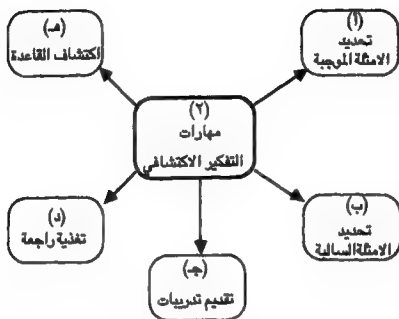 (٢)
مهارات
التفكير الاكتشافي
(أ)
تحديد
الامثلة الموجبة
(ب)
تحديد
الامثلة السالبة
(جـ)
تقديم تدريبات
(د)
تغذية راجعة
(هـ)
اكتشاف القاعدة